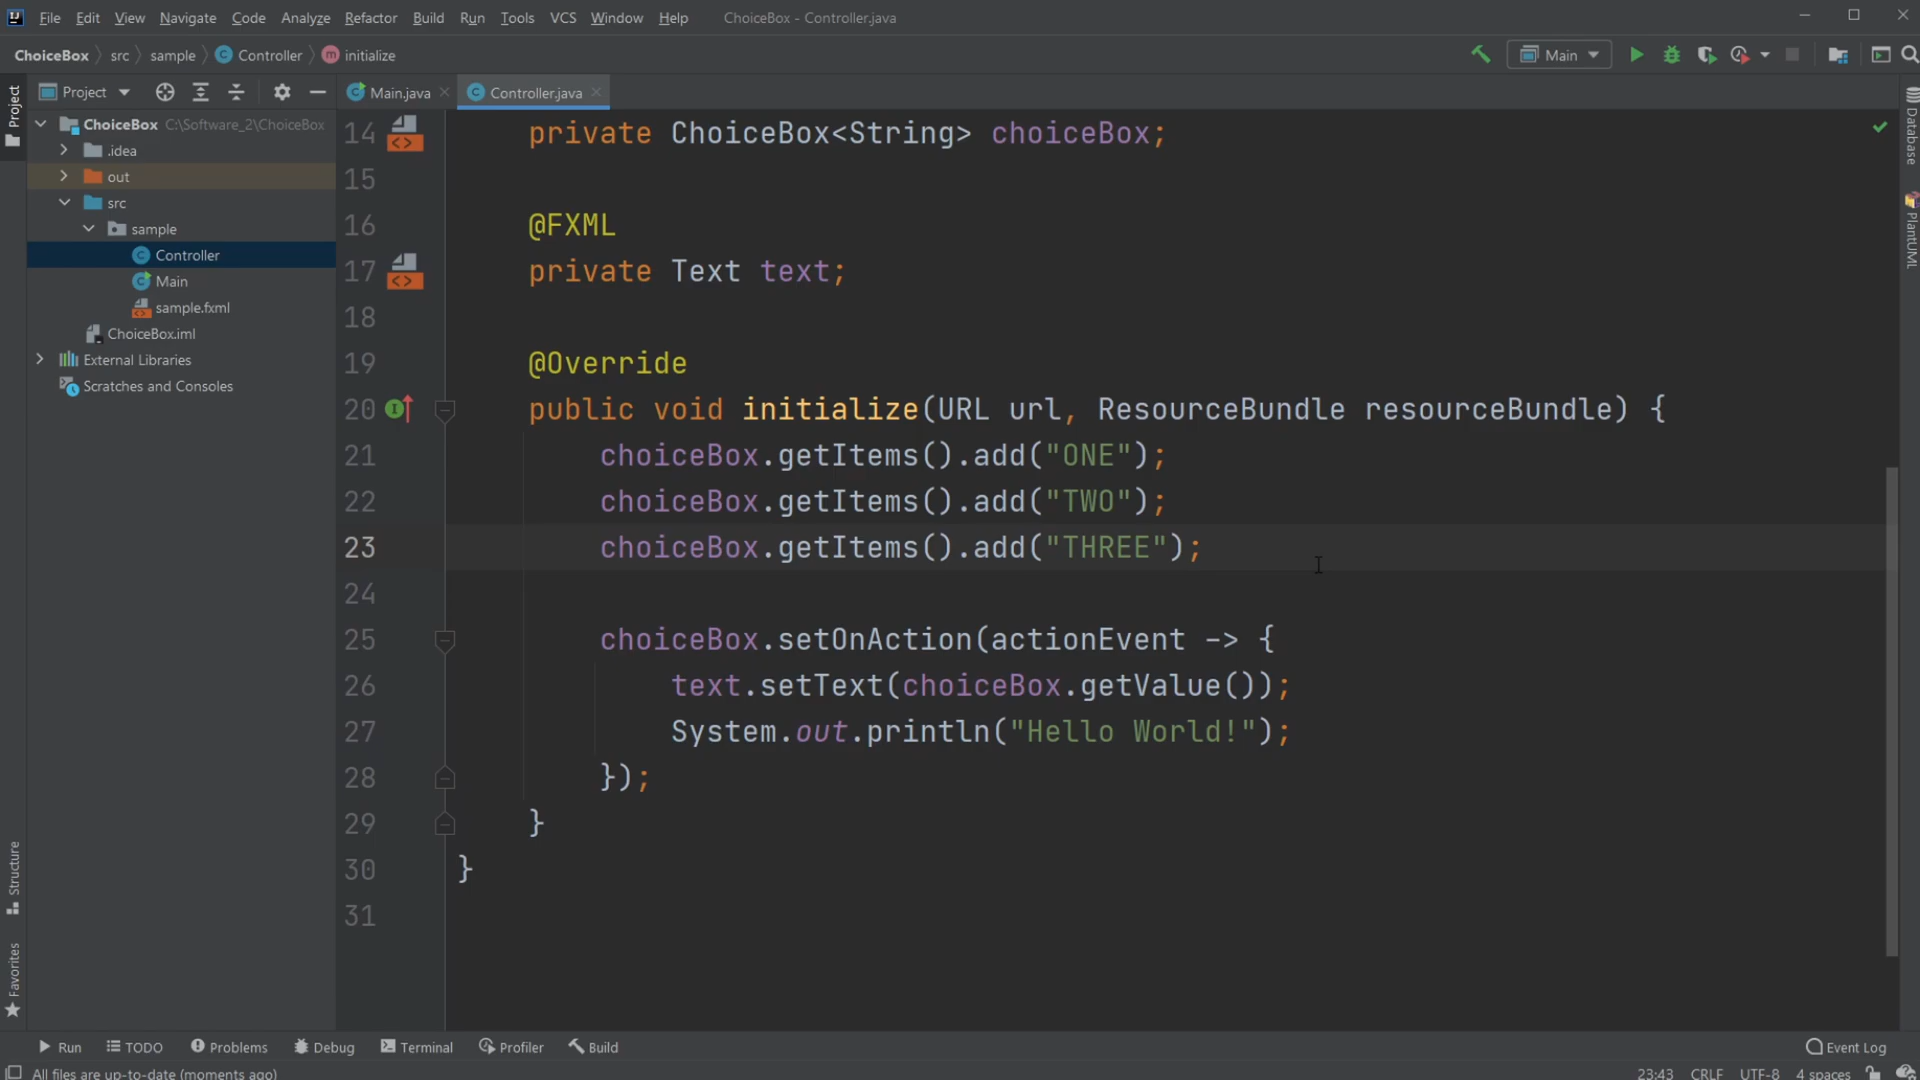 File Edit View Navigate Code Analyze Refactor Build Run Tools VCS Window Help ChoiceBox - Controller.java
ChoiceBox src sample Controller initialize Main
Project
Main.java Controller.java
Project
ChoiceBox C:\Software_2\ChoiceBox
.idea
out
src
sample
Controller
Main
sample.fxml
ChoiceBox.iml
External Libraries
Scratches and Consoles
14 private ChoiceBox<String> choiceBox;
15
16 @FXML
17 private Text text;
18
19 @Override
20 public void initialize(URL url, ResourceBundle resourceBundle) {
21 choiceBox.getItems().add("ONE");
22 choiceBox.getItems().add("TWO");
23 choiceBox.getItems().add("THREE");
24
25 choiceBox.setOnAction(actionEvent -> {
26 text.setText(choiceBox.getValue());
27 System.out.println("Hello World!");
28 });
29 }
30 }
31
Database
PlantUML
Structure
Favorites
Run TODO Problems Debug Terminal Profiler Build Event Log
All files are up-to-date (moments ago) 23:43 CRLF UTF-8 4 spaces